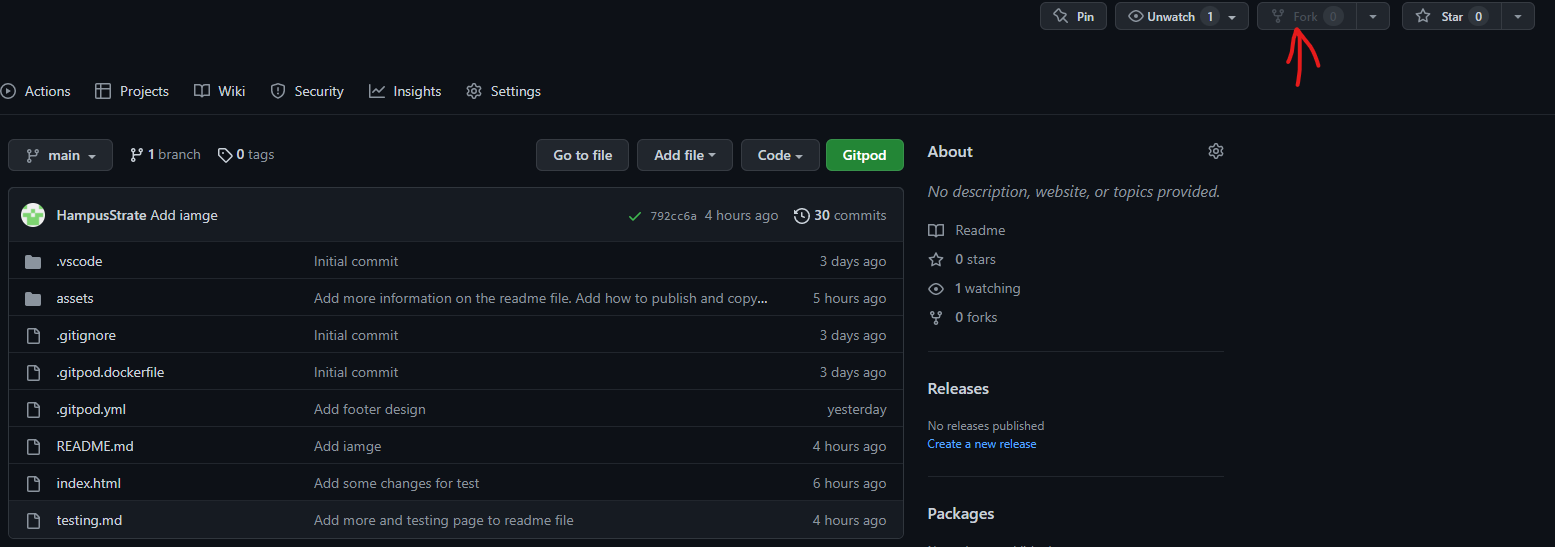 Pin Unwatch 1 Fork 0 Star 0
Actions Projects Wiki Security Insights Settings
main 1 branch 0 tags Go to file Add file Code Gitpod
HampusStrate Add iamge 792cc6a 4 hours ago 30 commits
.vscode Initial commit 3 days ago
assets Add more information on the readme file. Add how to publish and copy... 5 hours ago
.gitignore Initial commit 3 days ago
.gitpod.dockerfile Initial commit 3 days ago
.gitpod.yml Add footer design yesterday
README.md Add iamge 4 hours ago
index.html Add some changes for test 6 hours ago
testing.md Add more and testing page to readme file 4 hours ago
About
No description, website, or topics provided.
Readme
0 stars
1 watching
0 forks
Releases
No releases published
Create a new release
Packages